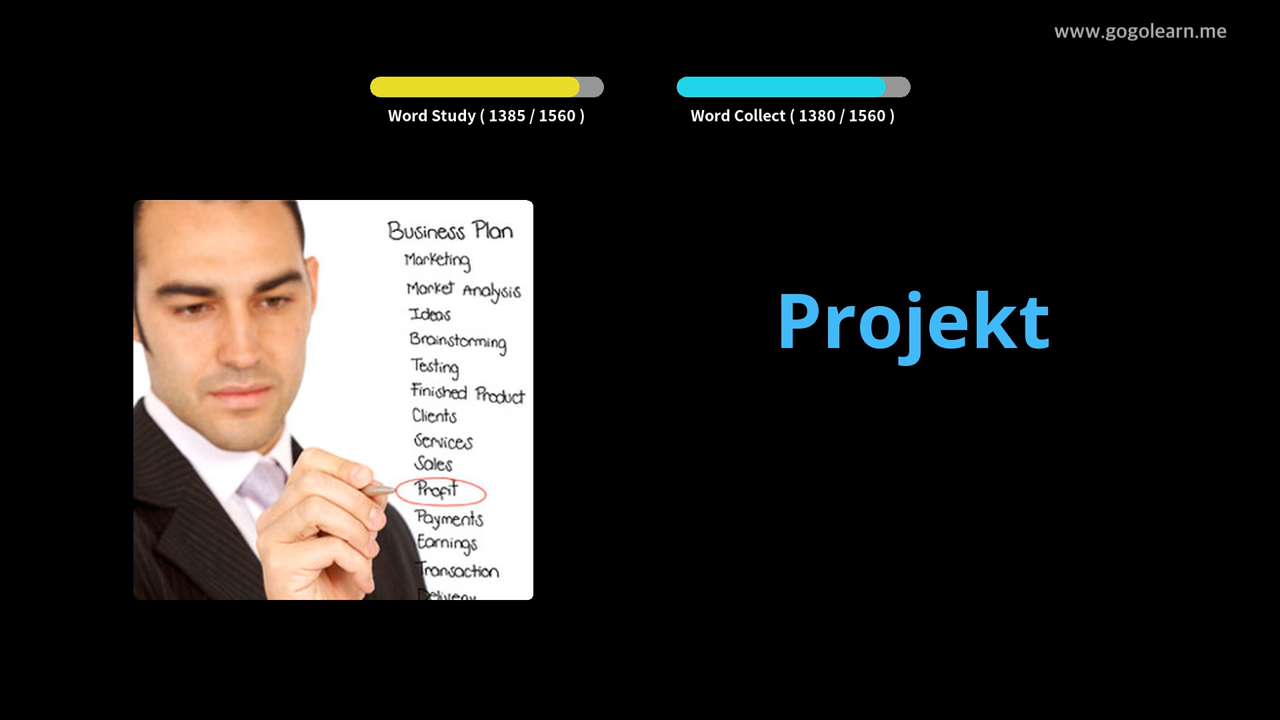 www.gogolearn.me
Word Study ( 1385 / 1560 )
Word Collect ( 1380 / 1560 )
Business Plan
Marketing
Market Analysis
Ideas
Brainstorming
Testing
Finished Product
Clients
Services
Sales
Profit
Payments
Earnings
Transaction
Delivery
Projekt